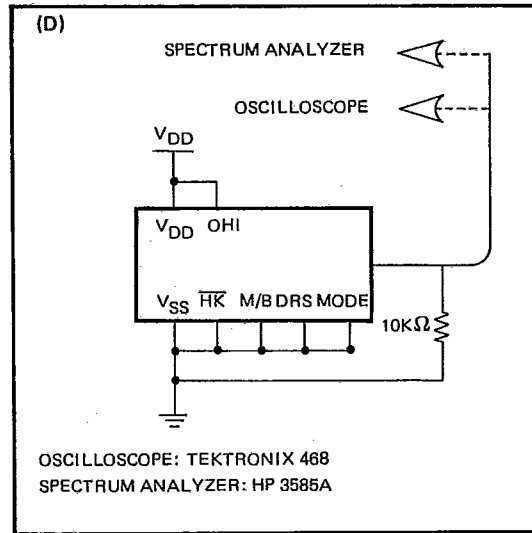 (D)
SPECTRUM ANALYZER
OSCILLOSCOPE
VDD
VDD OHI
VSS HK M/B DRS MODE
10KΩ
OSCILLOSCOPE: TEKTRONIX 468
SPECTRUM ANALYZER: HP 3585A